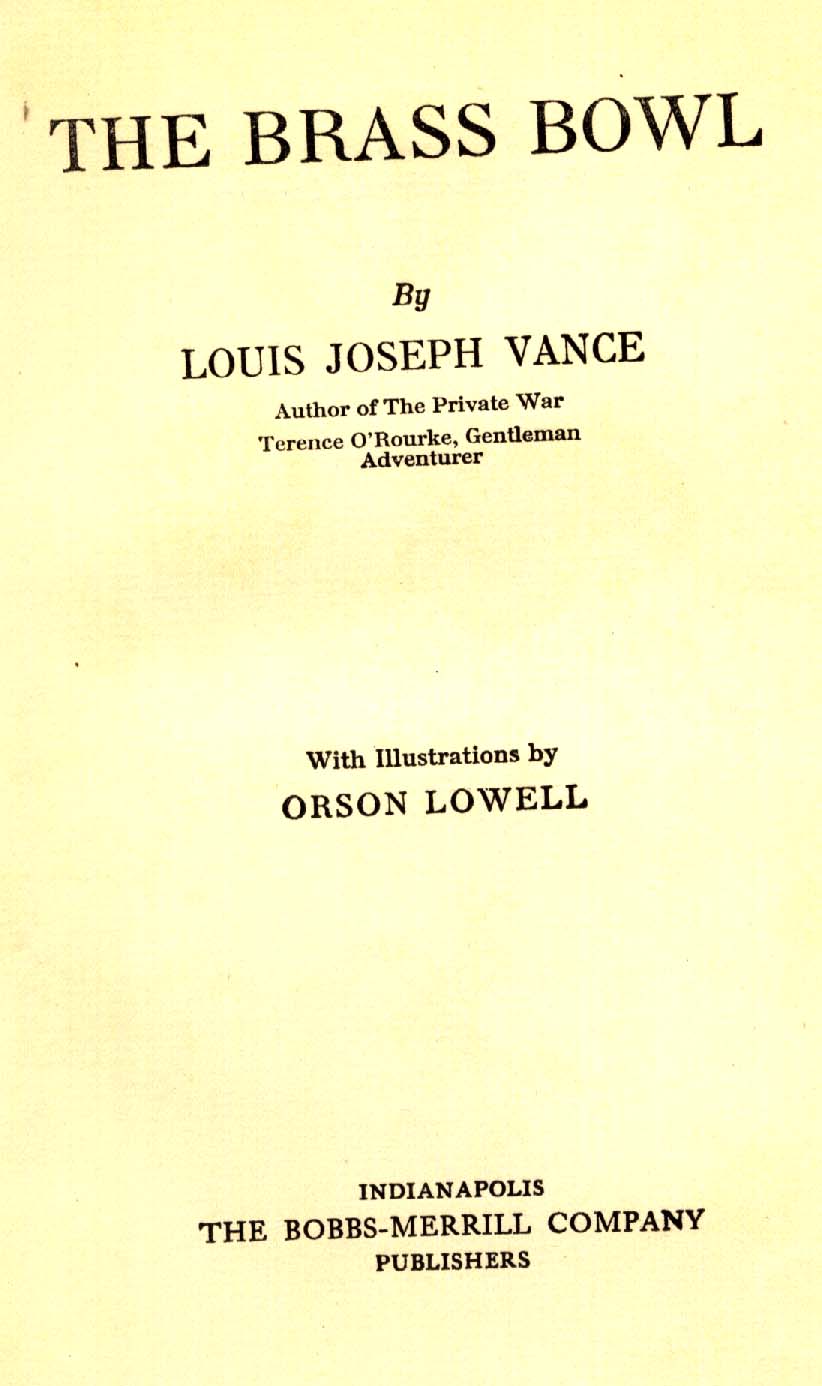 THE BRASS BOWL
By
LOUIS JOSEPH VANCE
Author of The Private War
Terence O'Rourke, Gentleman
Adventurer
With Illustrations by
ORSON LOWELL
INDIANAPOLIS
THE BOBBS-MERRILL COMPANY
PUBLISHERS